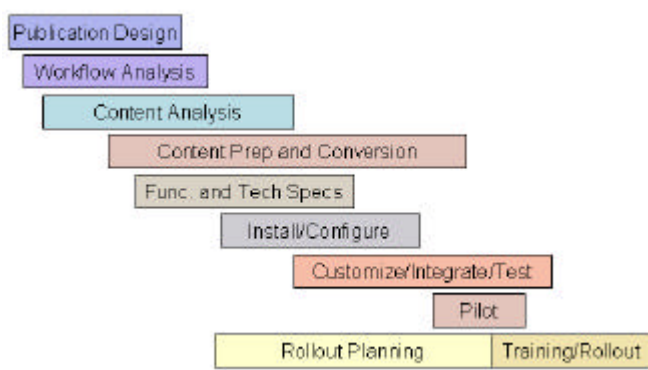 Publication Design
Workflow Analysis
Content Analysis
Content Prep and Conversion
Func. and Tech Specs
Install/Configure
Customize/Integrate/Test
Pilot
Rollout Planning
Training/Rollout